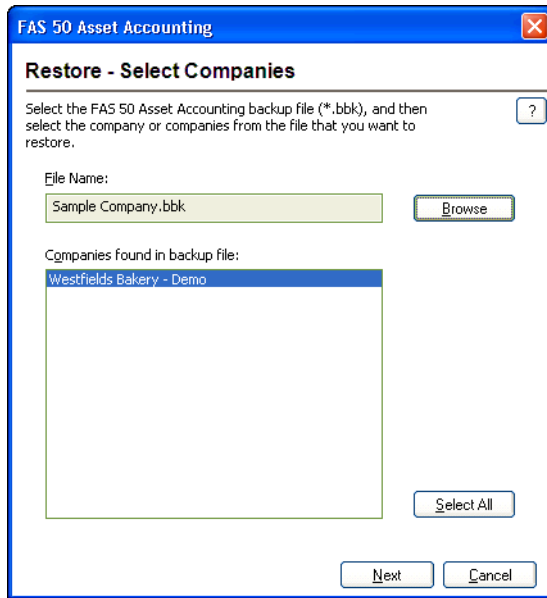 FAS 50 Asset Accounting
Restore - Select Companies
Select the FAS 50 Asset Accounting backup file (*.bbk), and then
select the company or companies from the file that you want to
restore.
?
File Name:
Sample Company.bbk
Browse
Companies found in backup file:
Westfields Bakery - Demo
Select All
Next
Cancel